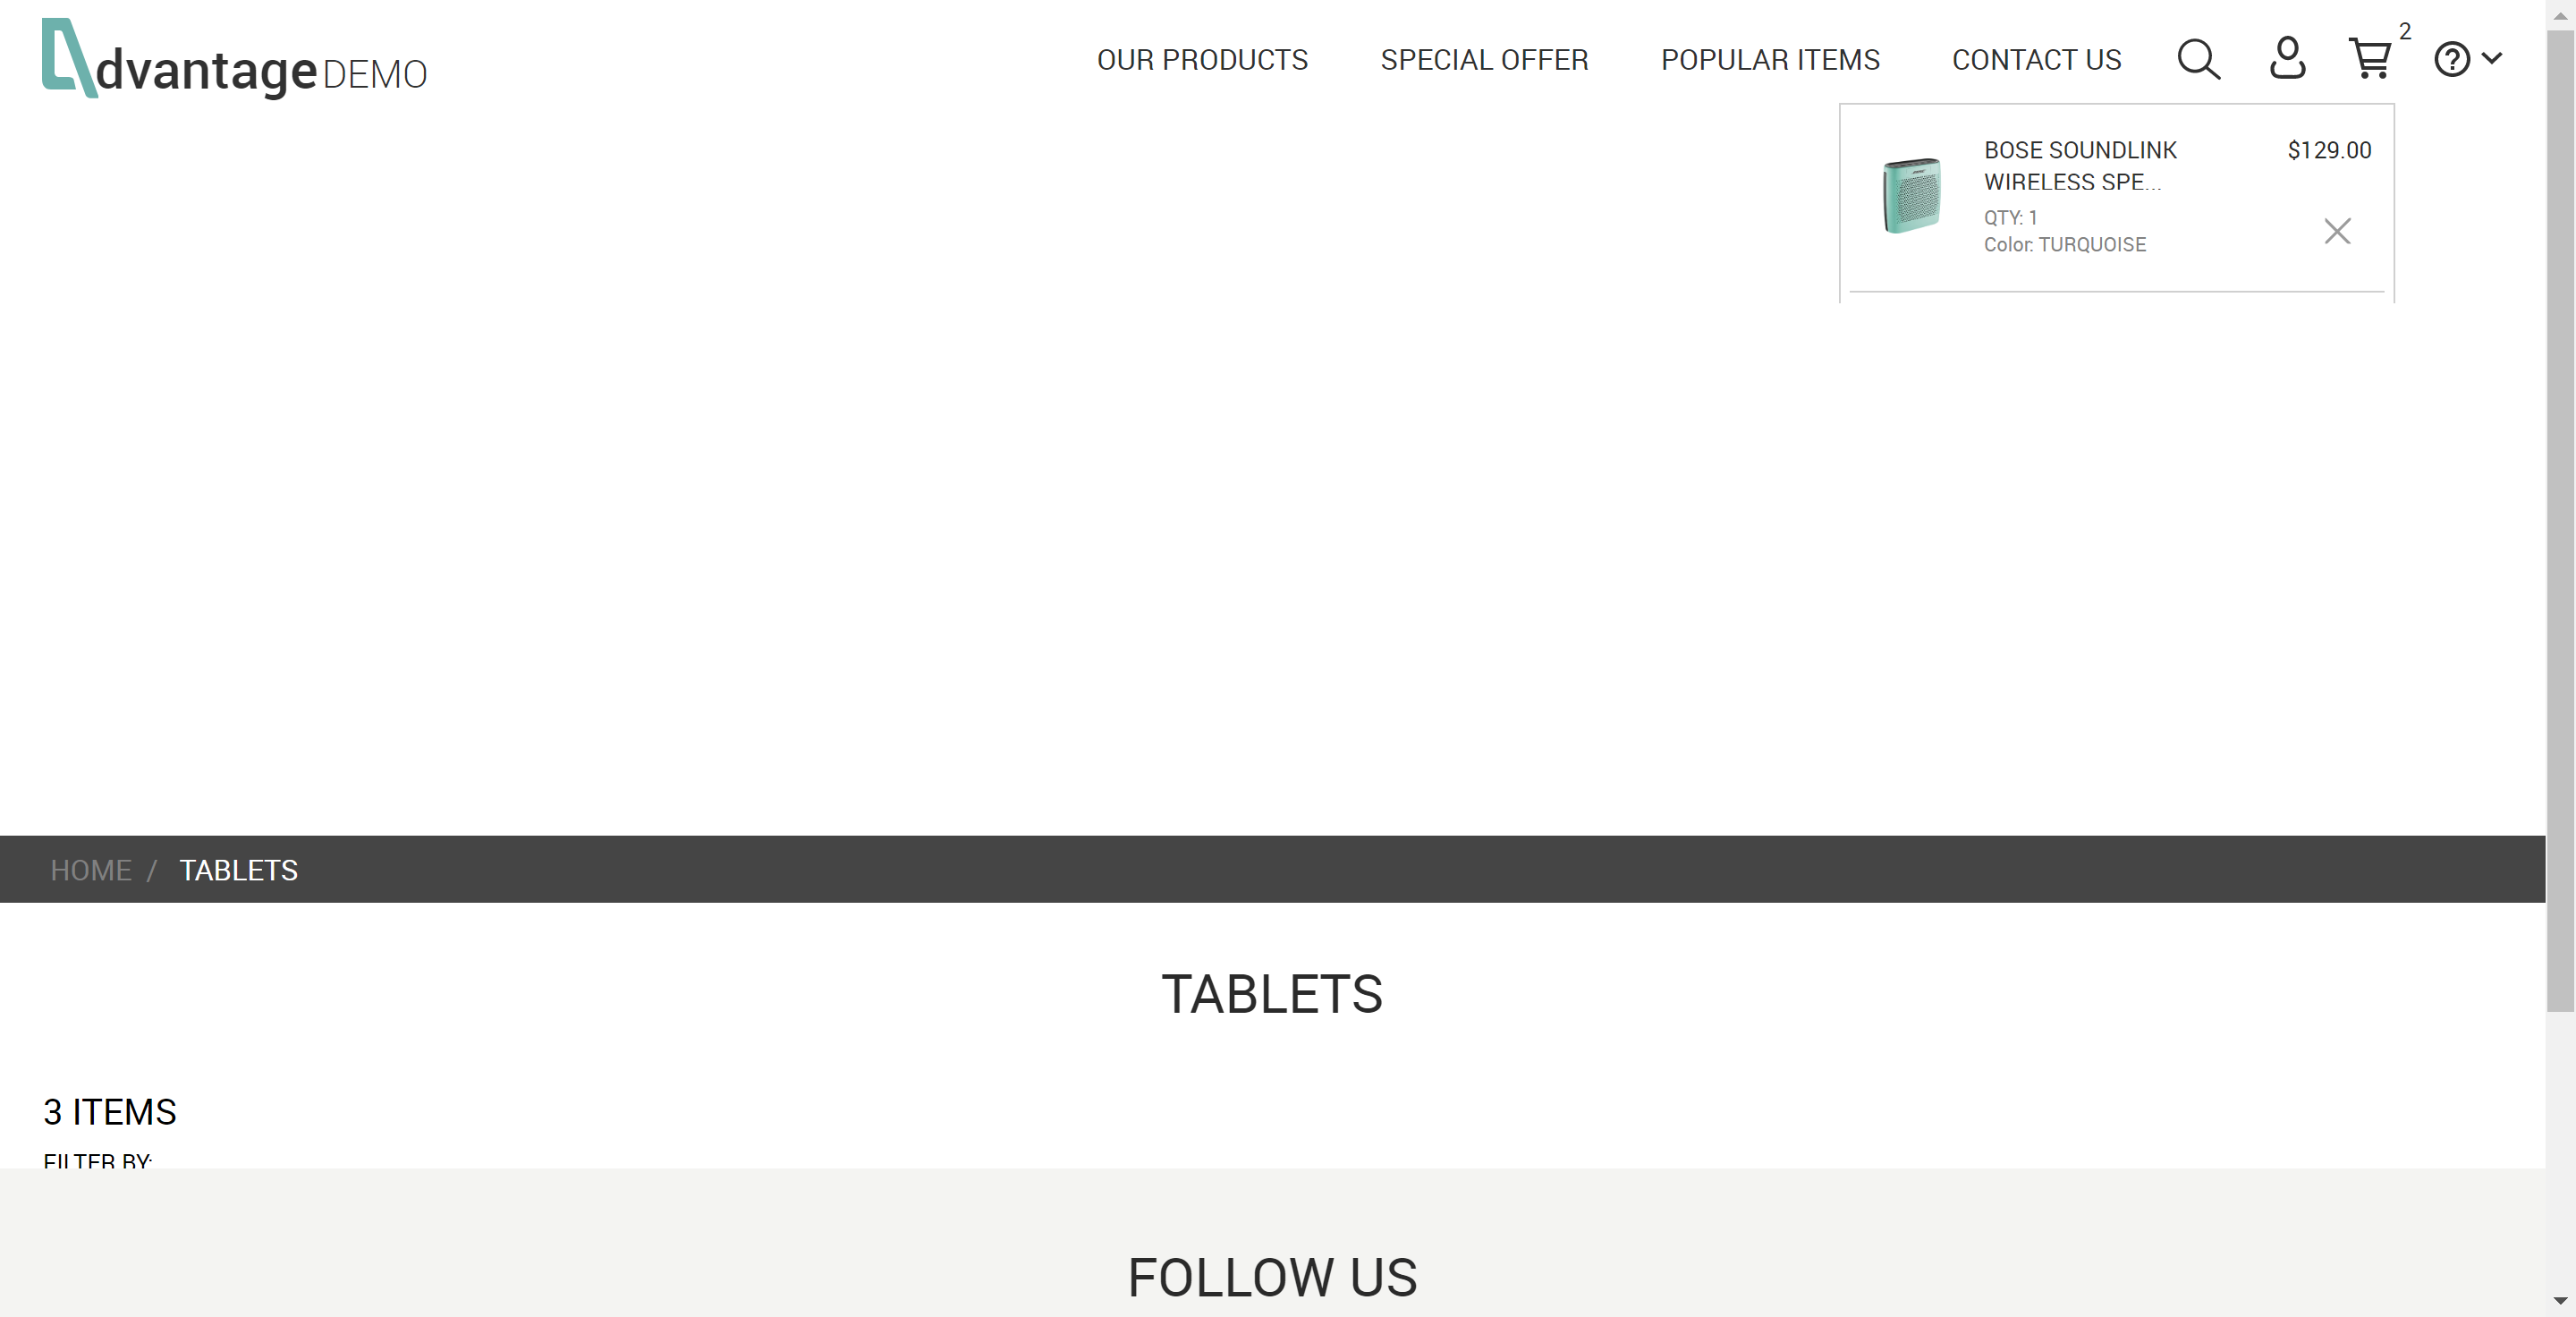 dvantage DEMO
OUR PRODUCTS SPECIAL OFFER POPULAR ITEMS CONTACT US 2
BOSE SOUNDLINK $129.00
WIRELESS SPE...
QTY: 1
Color: TURQUOISE
HOME / TABLETS
TABLETS
3 ITEMS
FILTER BY:
FOLLOW US